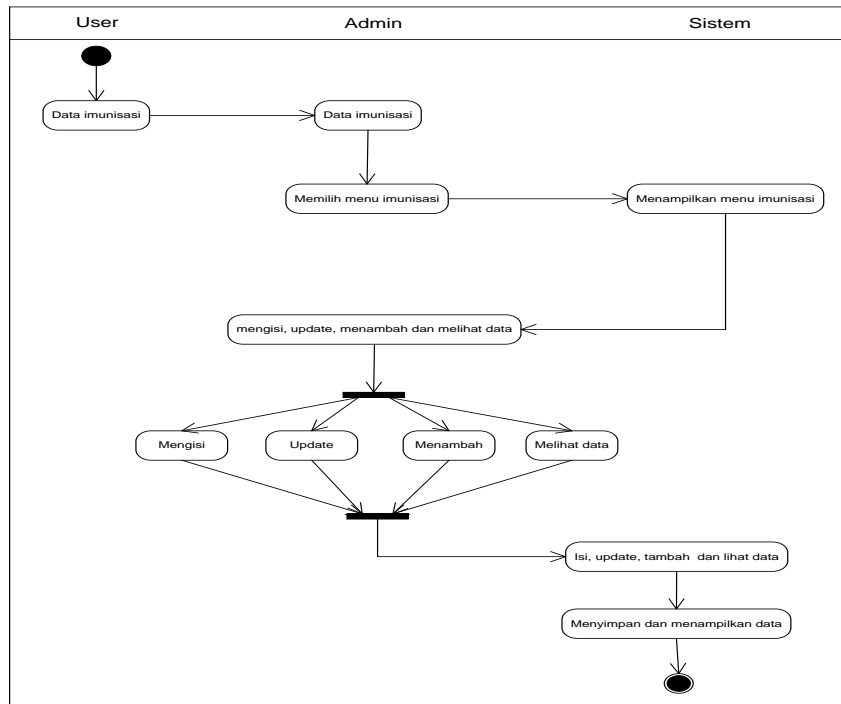 User Admin Sistem
Data imunisasi Data imunisasi
Memilih menu imunisasi Menampilkan menu imunisasi
mengisi, update, menambah dan melihat data
Mengisi Update Menambah Melihat data
Isi, update, tambah dan lihat data
Menyimpan dan menampilkan data